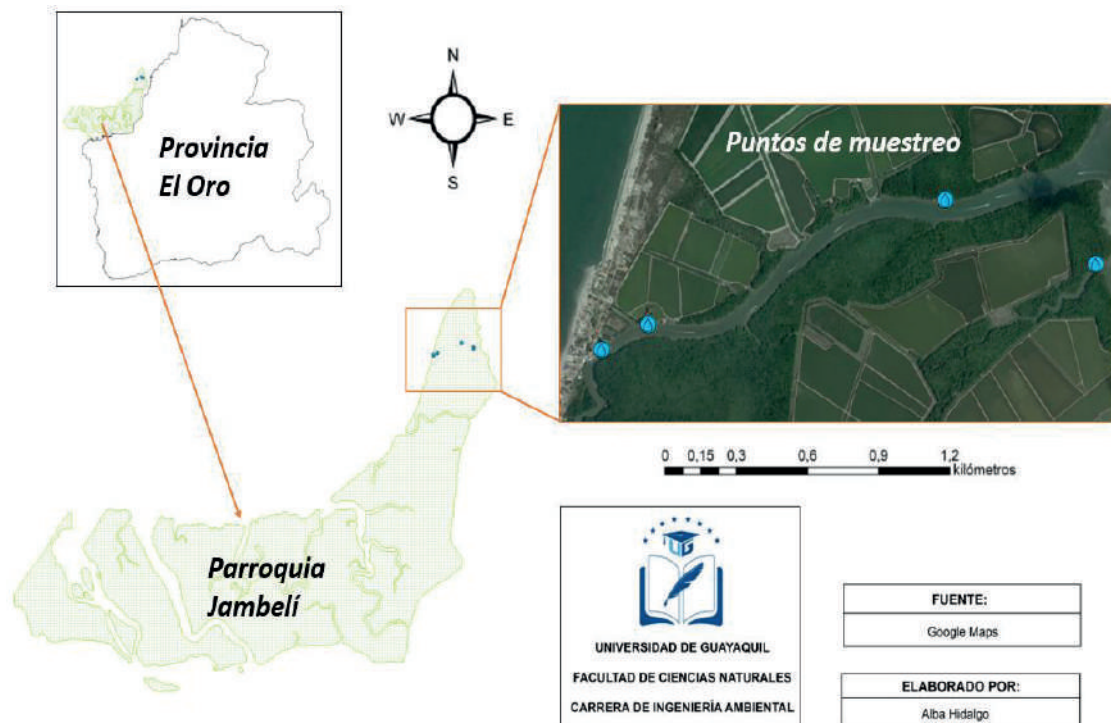 Provincia
El Oro
N
W
E
S
Puntos de muestreo
0 0,15 0,3 0,6 0,9 1,2
kilómetros
Parroquia
Jambelí
UG
UNIVERSIDAD DE GUAYAQUIL
FACULTAD DE CIENCIAS NATURALES
CARRERA DE INGENIERÍA AMBIENTAL
FUENTE:
Google Maps
ELABORADO POR:
Alba Hidalgo